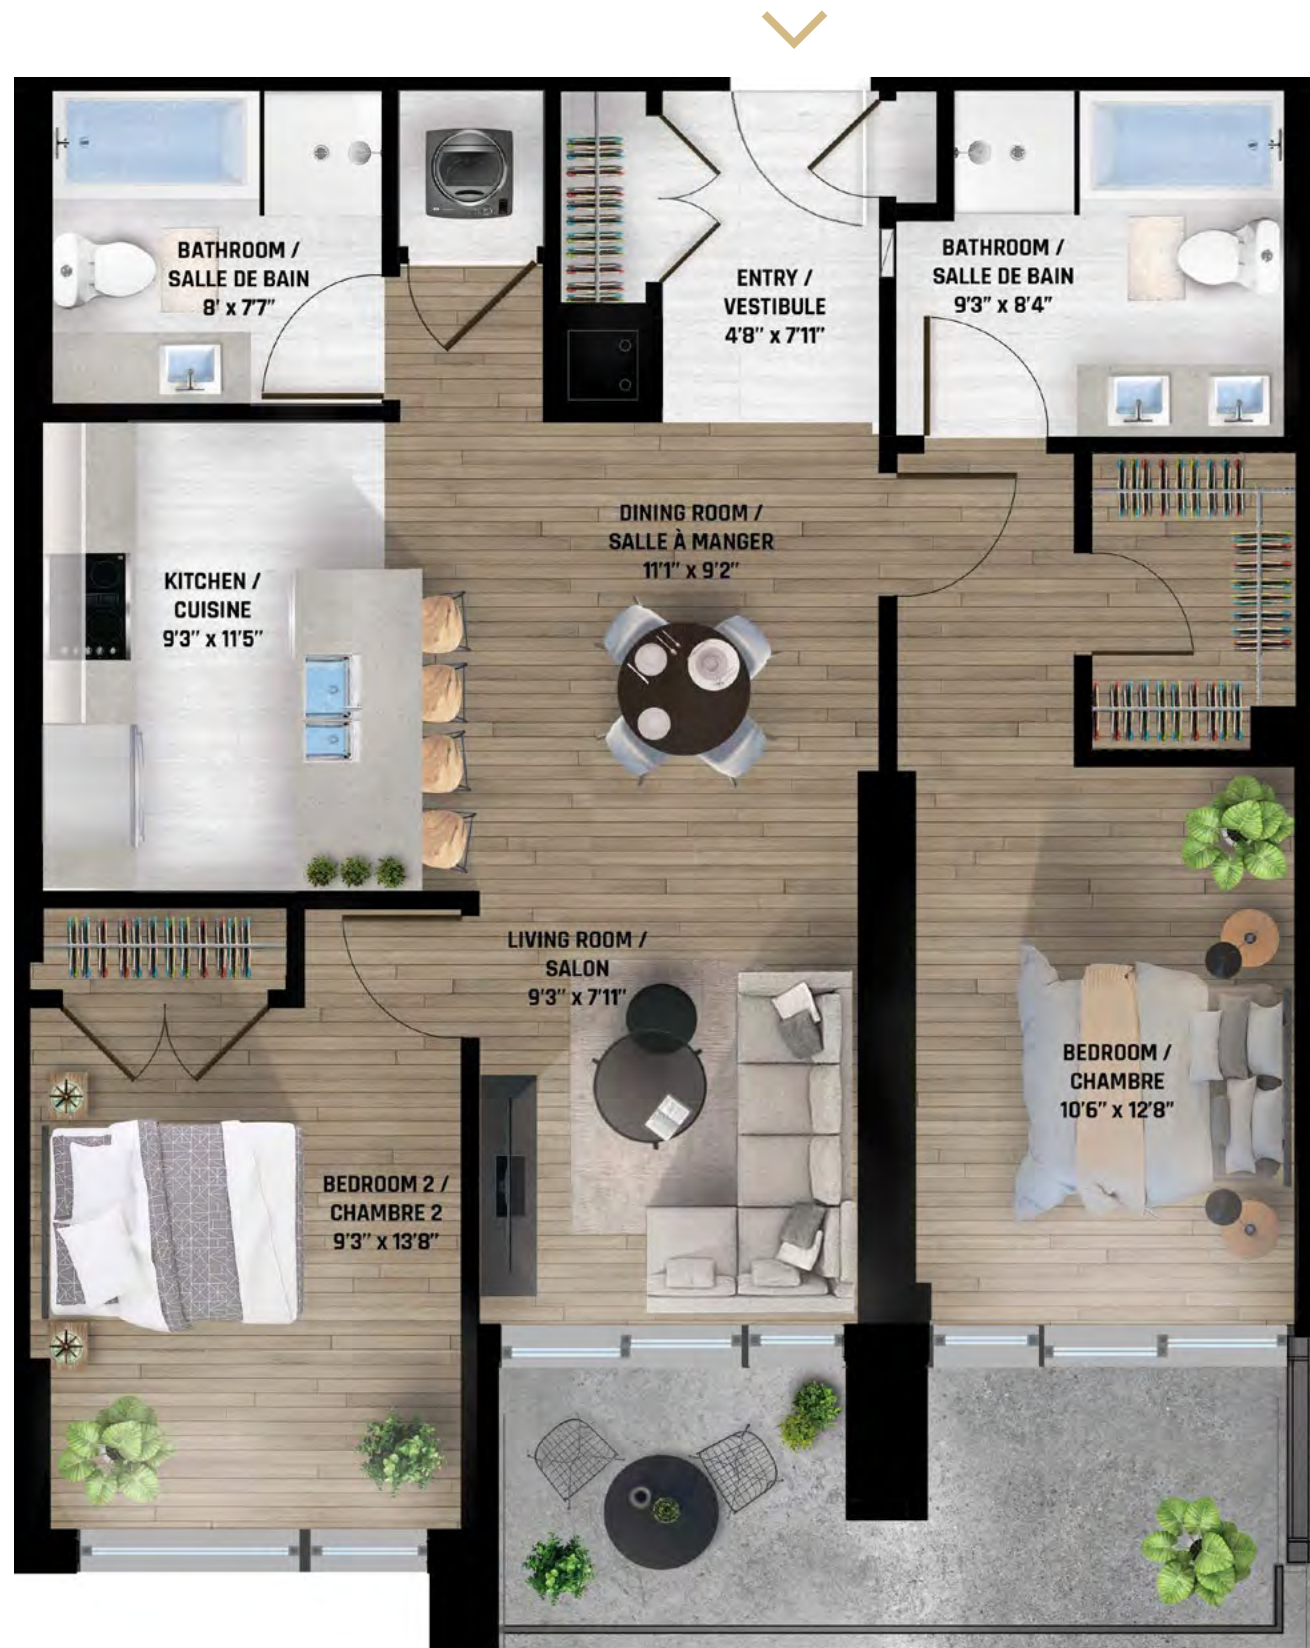 BATHROOM /
SALLE DE BAIN
8' x 7'7"
ENTRY /
VESTIBULE
4'8" x 7'11"
BATHROOM /
SALLE DE BAIN
9'3" x 8'4"
DINING ROOM /
SALLE À MANGER
11'1" x 9'2"
KITCHEN /
CUISINE
9'3" x 11'5"
LIVING ROOM /
SALON
9'3" x 7'11"
BEDROOM /
CHAMBRE
10'6" x 12'8"
BEDROOM 2 /
CHAMBRE 2
9'3" x 13'8"